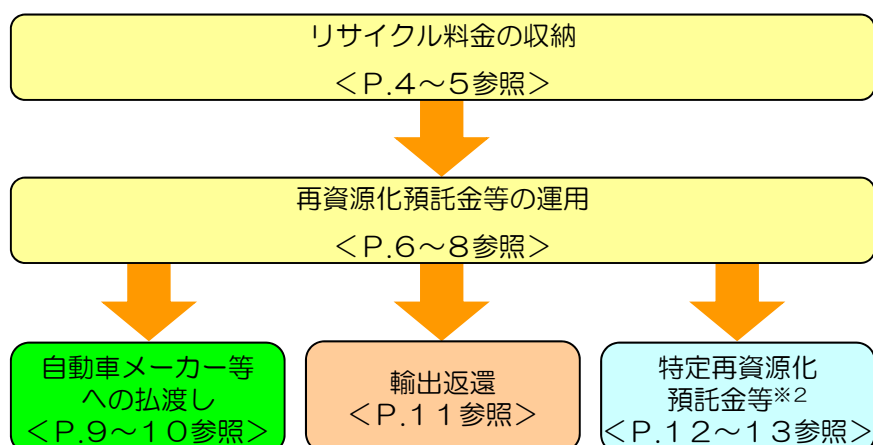 リサイクル料金の収納
＜Ｐ.４～５参照＞
再資源化預託金等の運用
＜Ｐ.６～８参照＞
自動車メーカー等
への払渡し
＜Ｐ.９～１０参照＞
輸出返還
＜Ｐ.１１参照＞
特定再資源化
預託金等※2
＜Ｐ.１２～１３参照＞